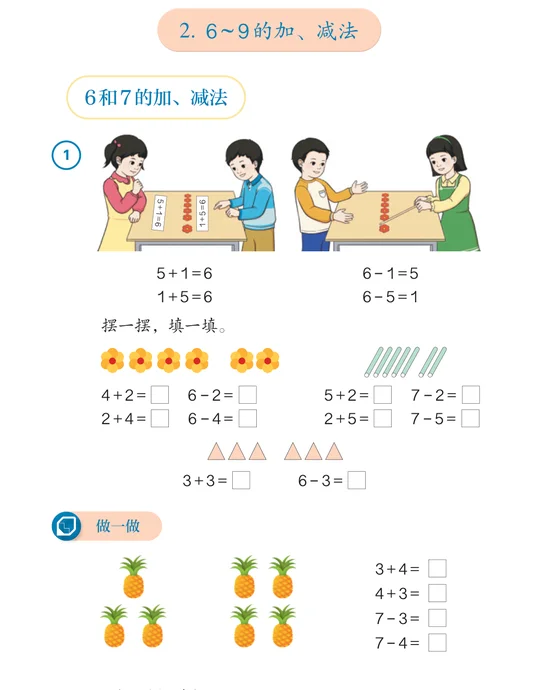 2. 6~9的加、减法
6和7的加、减法
1
5+1=6
1+5=6
5+1=6 6-1=5
1+5=6 6-5=1
摆一摆，填一填。
4+2=□ 6-2=□ 5+2=□ 7-2=□
2+4=□ 6-4=□ 2+5=□ 7-5=□
3+3=□ 6-3=□
做一做
3+4=□
4+3=□
7-3=□
7-4=□